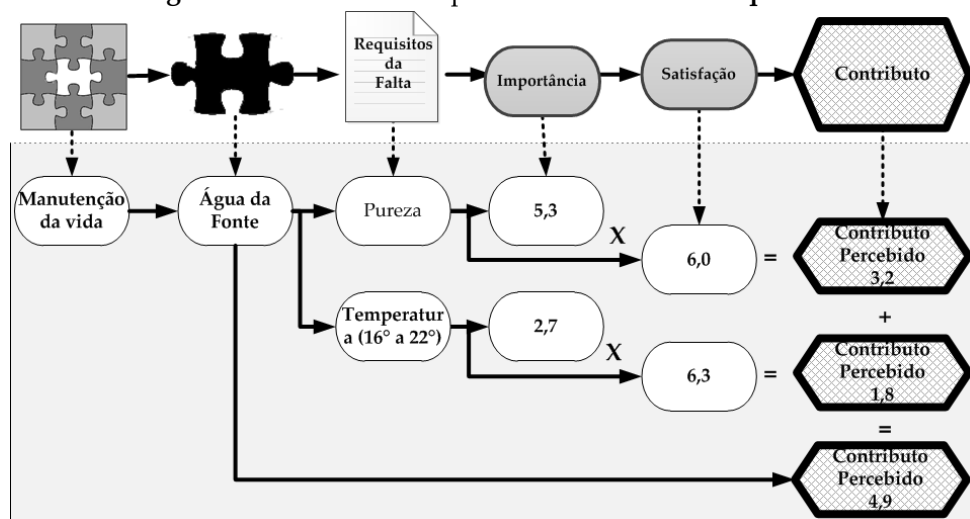 Requisitos
da
Falta
Importância
Satisfação
Contributo
Manutenção
da vida
Água da
Fonte
Pureza
5,3
X
6,0
=
Contributo
Percebido
3,2
+
Temperatur
a (16° a 22°)
2,7
X
6,3
=
Contributo
Percebido
1,8
=
Contributo
Percebido
4,9